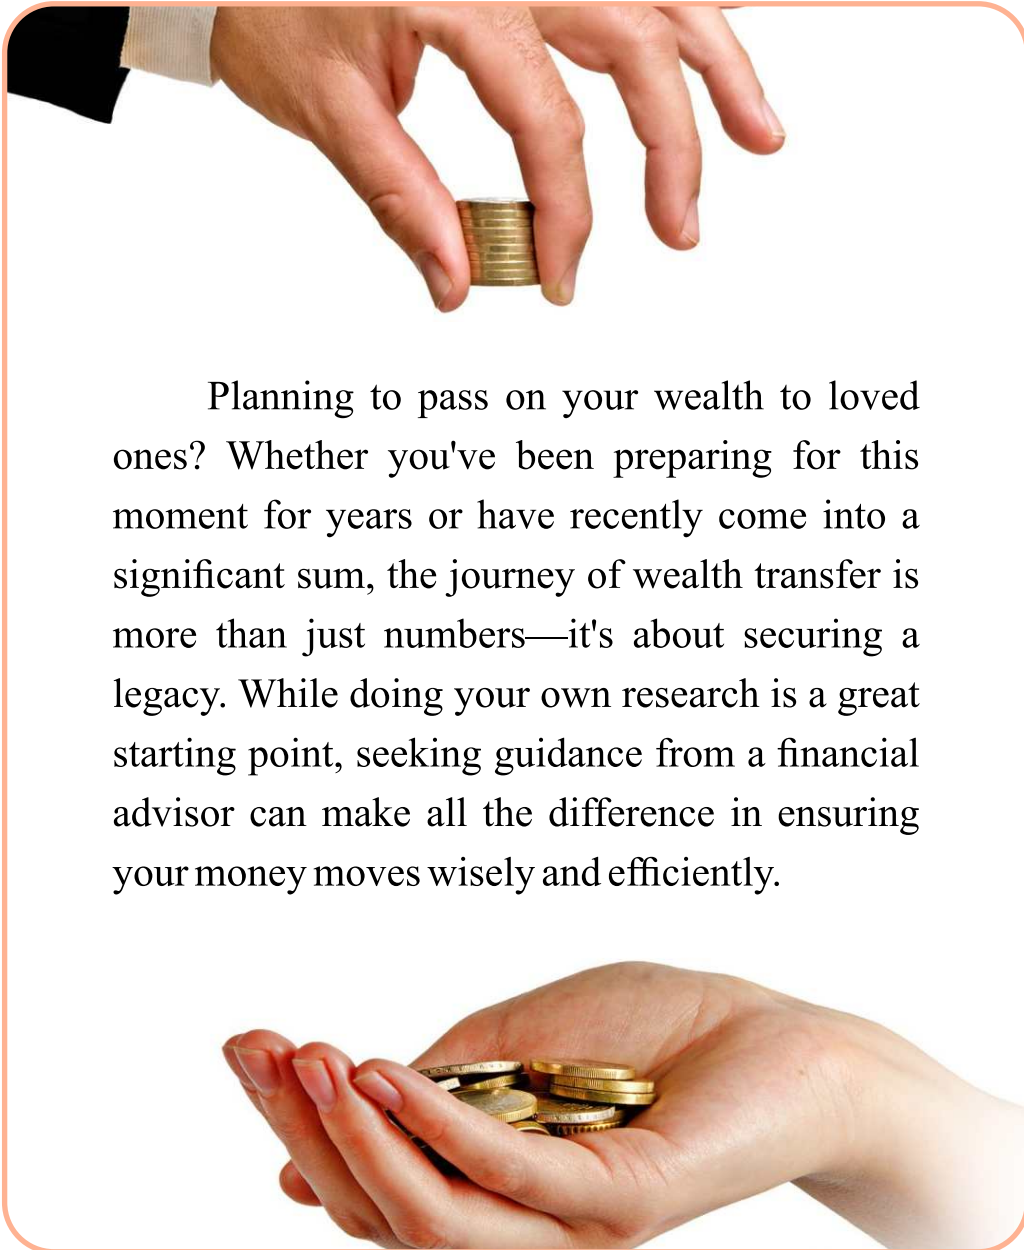 Planning to pass on your wealth to loved
ones? Whether you've been preparing for this
moment for years or have recently come into a
significant sum, the journey of wealth transfer is
more than just numbers—it's about securing a
legacy. While doing your own research is a great
starting point, seeking guidance from a financial
advisor can make all the difference in ensuring
your money moves wisely and efficiently.